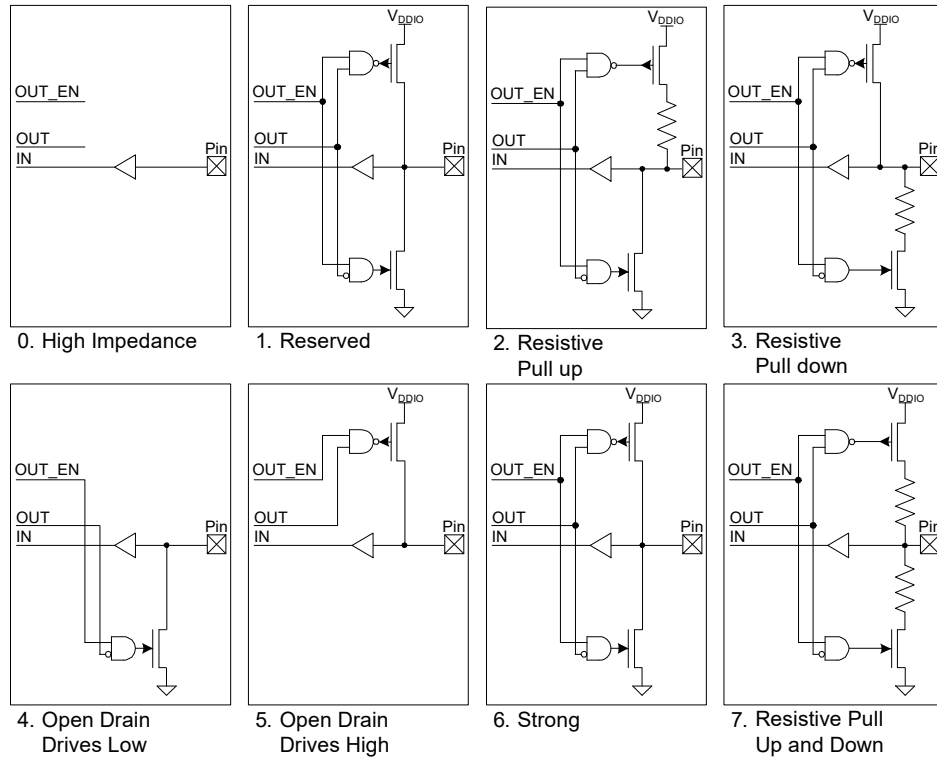 OUT_EN
OUT
IN
Pin
0. High Impedance
VDDIO
OUT_EN
OUT
IN
Pin
1. Reserved
VDDIO
OUT_EN
OUT
IN
Pin
2. Resistive
Pull up
VDDIO
OUT_EN
OUT
IN
Pin
3. Resistive
Pull down
OUT_EN
OUT
IN
Pin
4. Open Drain
Drives Low
VDDIO
OUT_EN
OUT
IN
Pin
5. Open Drain
Drives High
VDDIO
OUT_EN
OUT
IN
Pin
6. Strong
VDDIO
OUT_EN
OUT
IN
Pin
7. Resistive Pull
Up and Down